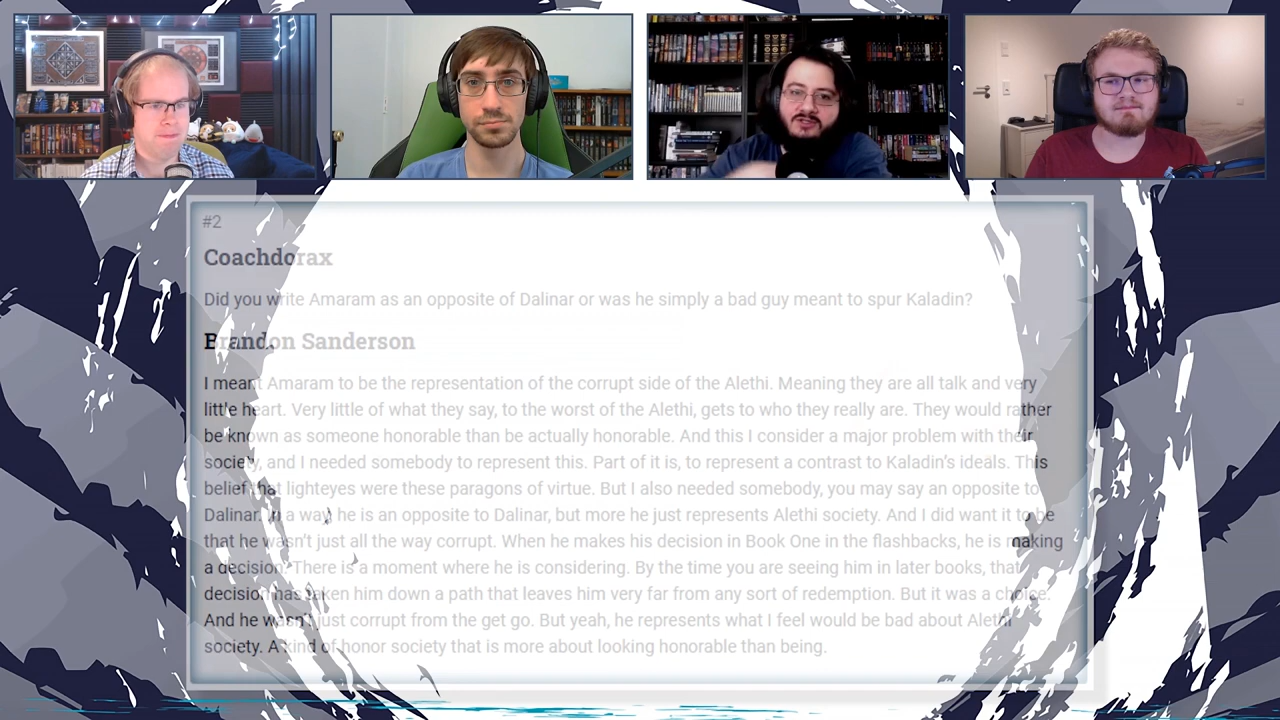 #2
Coachdorax
Did you write Amaram as an opposite of Dalinar or was he simply a bad guy meant to spur Kaladin?
Brandon Sanderson
I meant Amaram to be the representation of the corrupt side of the Alethi. Meaning they are all talk and very
little heart. Very little of what they say, to the worst of the Alethi, gets to who they really are. They would rather
be known as someone honorable than be actually honorable. And this I consider a major problem with their
society, and I needed somebody to represent this. Part of it is, to represent a contrast to Kaladin's ideals. This
belief that lighteyes were these paragons of virtue. But I also needed somebody, you may say an opposite to
Dalinar. In a way he is an opposite to Dalinar, but more he just represents Alethi society. And I did want it to be
that he wasn't just all the way corrupt. When he makes his decision in Book One in the flashbacks, he is making
a decision. There is a moment where he is considering. By the time you are seeing him in later books, that
decision has taken him down a path that leaves him very far from any sort of redemption. But it was a choice.
And he wasn't just corrupt from the get go. But yeah, he represents what I feel would be bad about Alethi
society. A kind of honor society that is more about looking honorable than being.